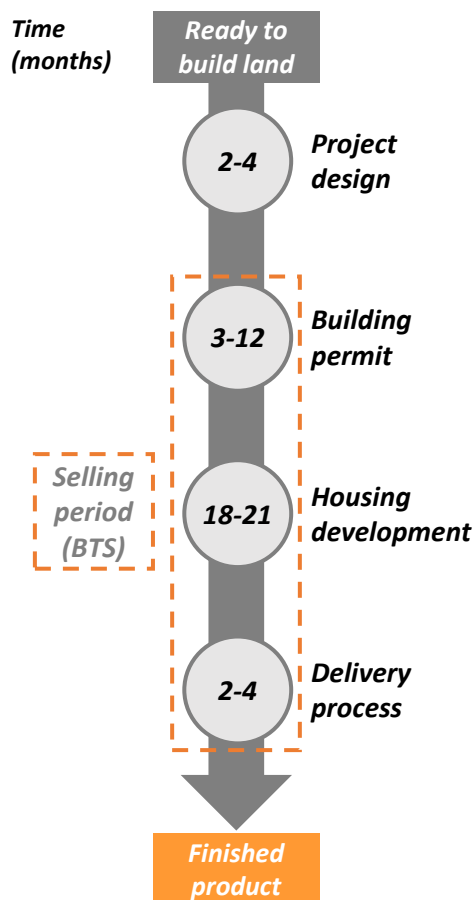 Time
(months)
Ready to
build land
2-4
Project
design
3-12
Building
permit
Selling
period
(BTS)
18-21
Housing
development
2-4
Delivery
process
Finished
product